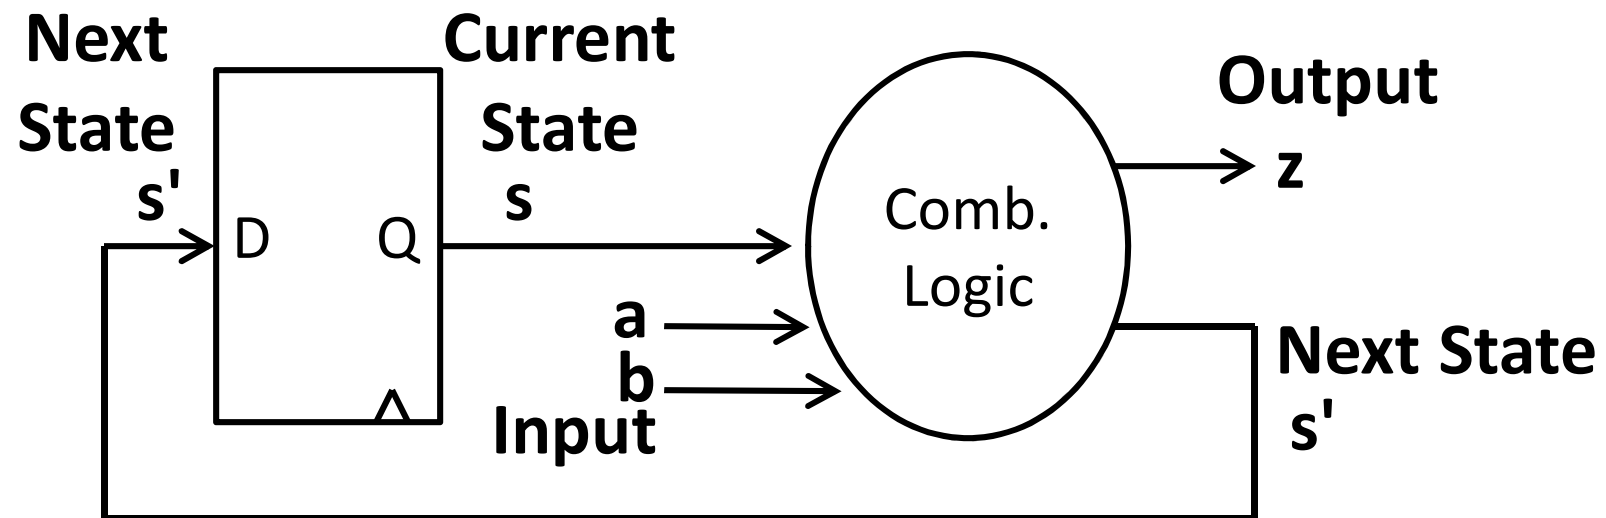 Next
State
s'
D
Q
Current
State
s
a
b
Input
Comb.
Logic
Output
z
Next State
s'